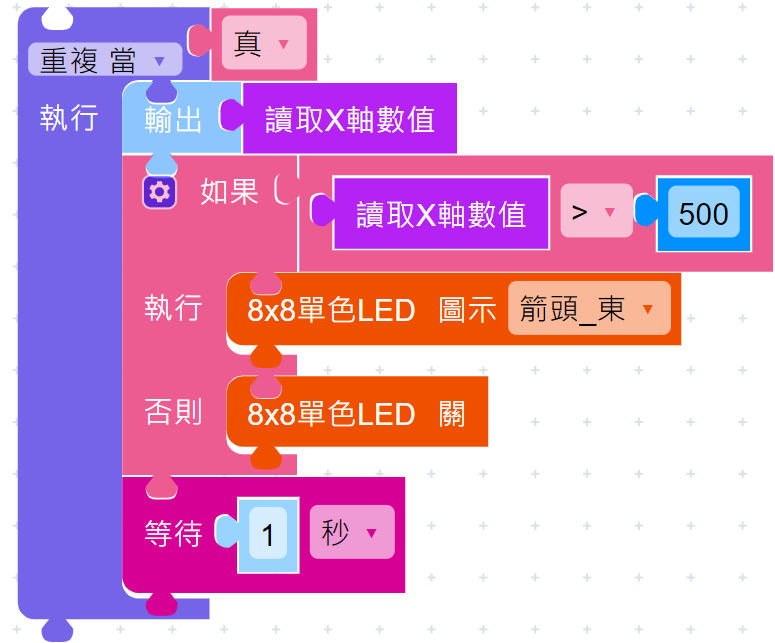 重複 當 真
執行 輸出 讀取X軸數值
如果 讀取X軸數值 > 500
執行 8x8單色LED 圖示 箭頭_東
否則 8x8單色LED 關
等待 1 秒